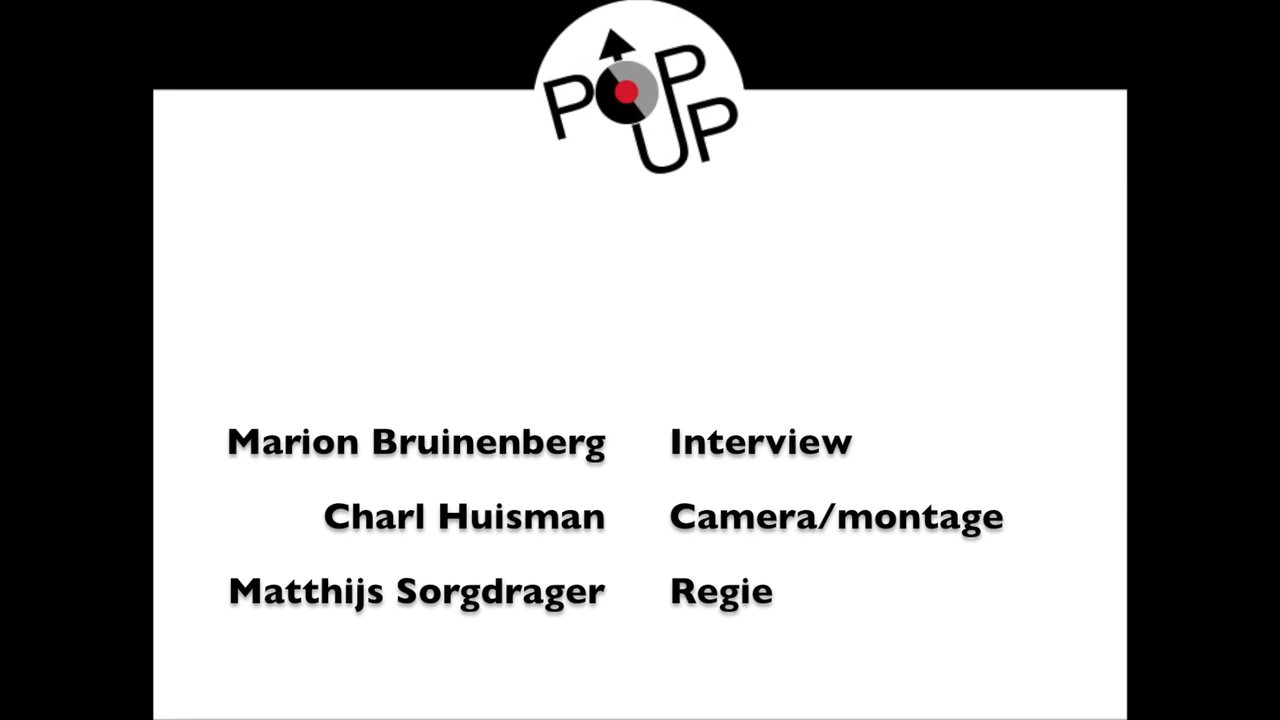 POP
UP
Marion Bruinenberg Interview
Charl Huisman Camera/montage
Matthijs Sorgdrager Regie